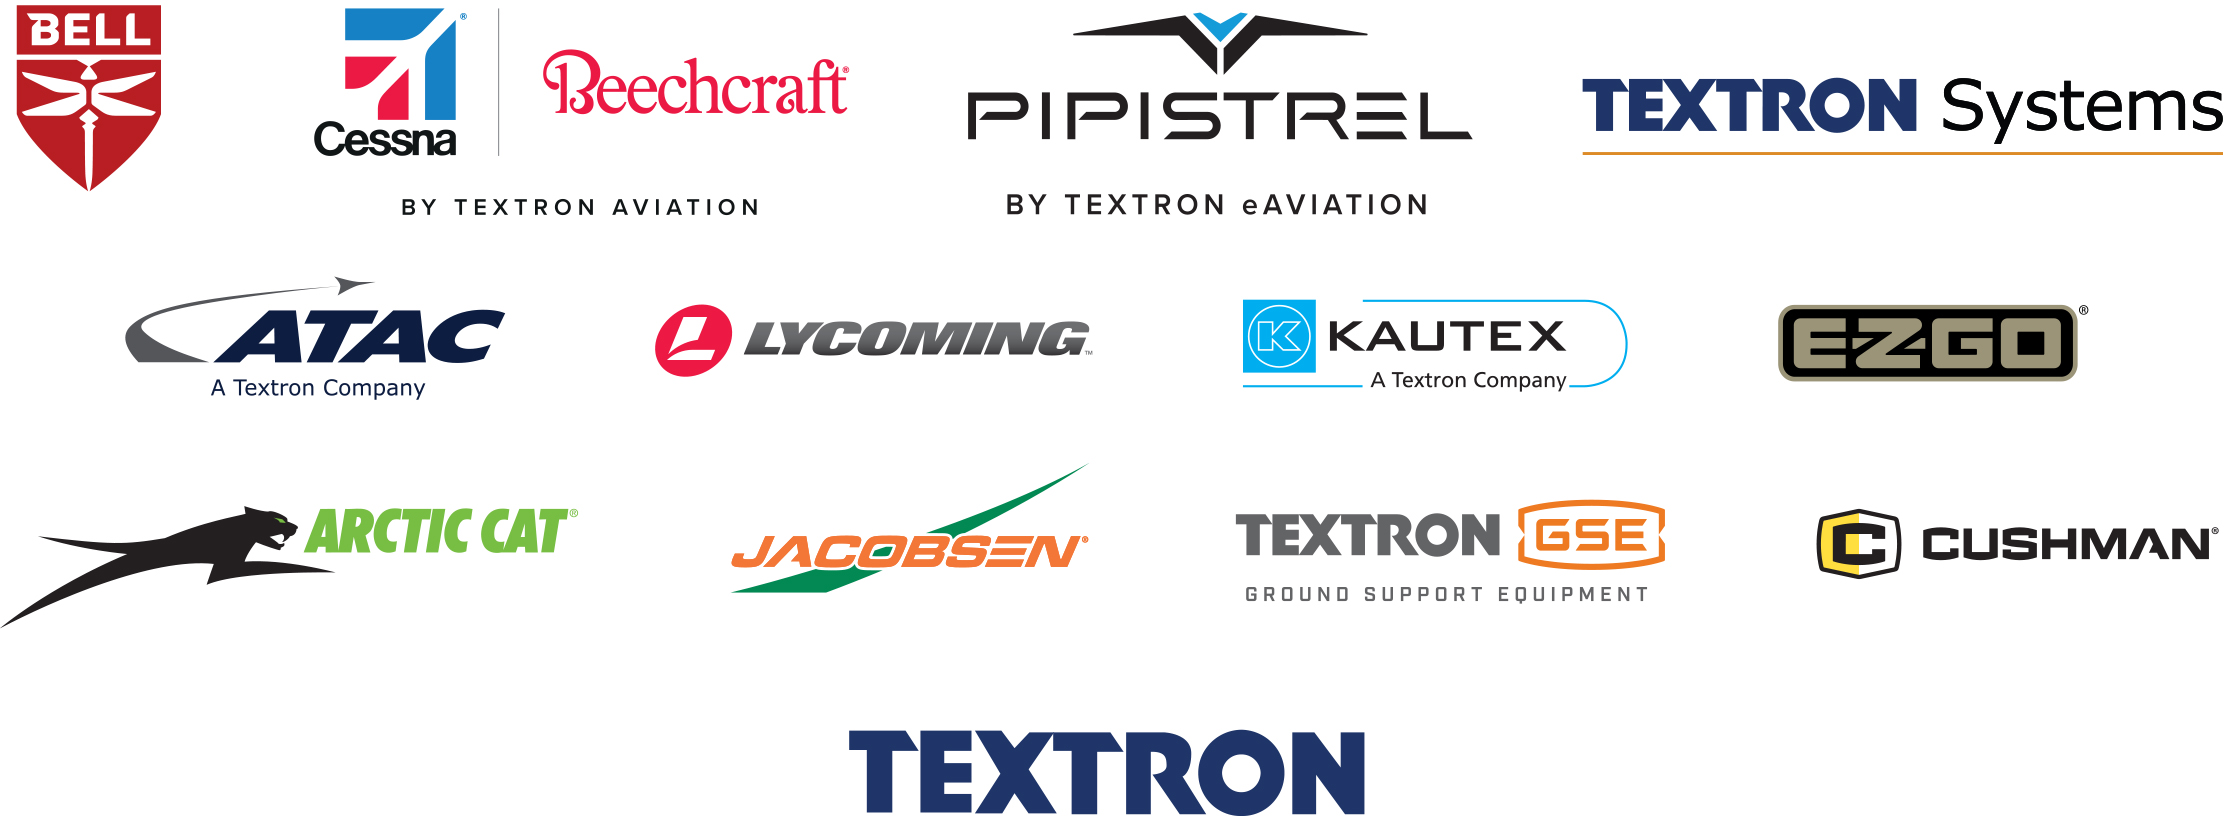 BELL
Cessna®
Beechcraft®
BY TEXTRON AVIATION
PIPISTREL
BY TEXTRON eAVIATION
TEXTRON Systems
ATAC
A Textron Company
L LYCOMING™
K KAUTEX
A Textron Company
EZGO®
ARCTIC CAT®
JACOBSEN®
TEXTRON GSE
GROUND SUPPORT EQUIPMENT
C CUSHMAN®
TEXTRON